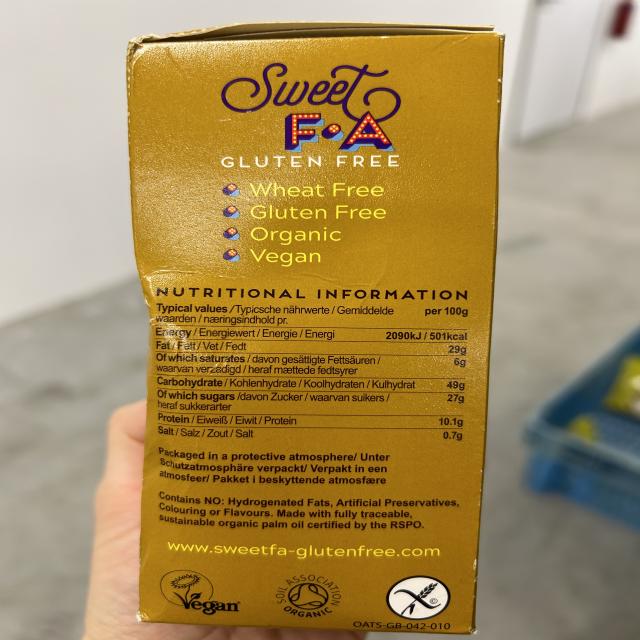 Sweet
F•A
GLUTEN FREE
Wheat Free
Gluten Free
Organic
Vegan
NUTRITIONAL INFORMATION
Typical values /Typicsche nährwerte / Gemiddelde per 100g
waarden / næringsindhold pr.
Energy / Energiewert / Energie / Energi 2090kJ / 501kcal
Fat / Fett / Vet / Fedt 29g
Of which saturates / davon gesättigte Fettsäuren / 6g
waarvan verzadigd / heraf mættede fedtsyrer
Carbohydrate / Kohlenhydrate / Koolhydraten / Kulhydrat 49g
Of which sugars /davon Zucker / waarvan suikers / 27g
heraf sukkerarter
Protein / Eiweiß / Eiwit / Protein 10.1g
Salt / Salz / Zout / Salt 0.7g
Packaged in a protective atmosphere/ Unter
Schutzatmosphäre verpackt/ Verpakt in een
atmosfeer/ Pakket i beskyttende atmosfære
Contains NO: Hydrogenated Fats, Artificial Preservatives,
Colouring or Flavours. Made with fully traceable,
sustainable organic palm oil certified by the RSPO.
www.sweetfa-glutenfree.com
Vegan
SOIL ASSOCIATION
ORGANIC
OATS-GB-042-010